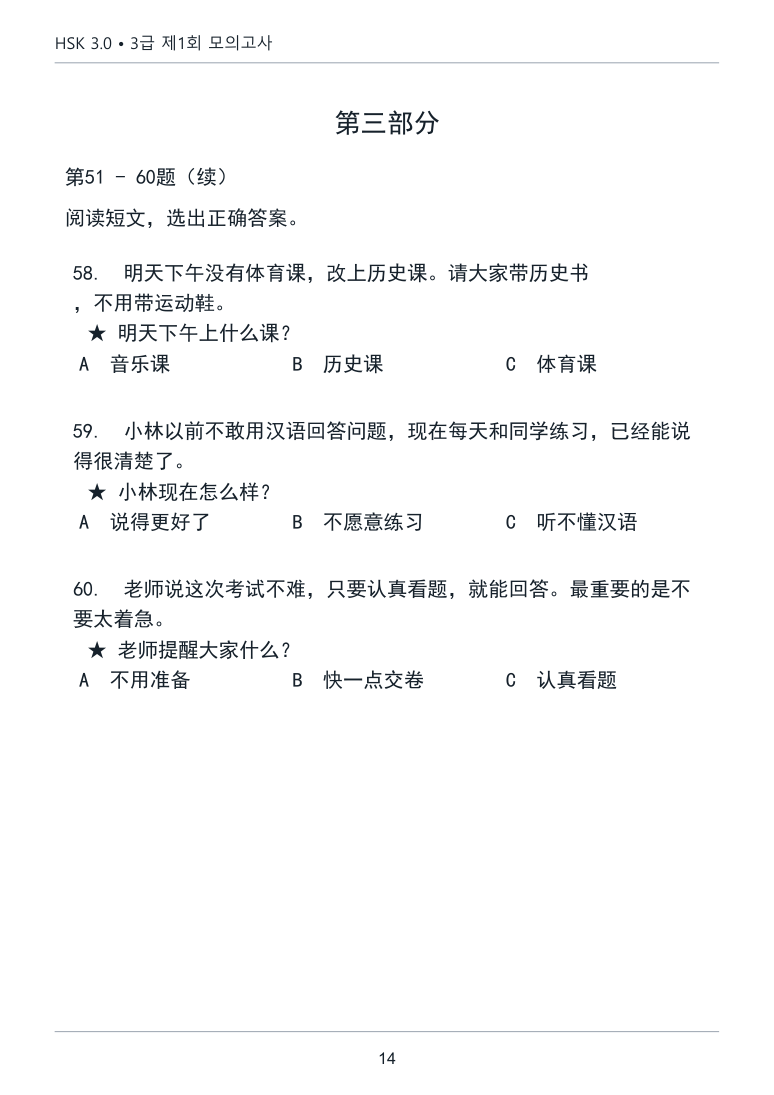 HSK 3.0 • 3급 제1회 모의고사
第三部分
第51 - 60题（续）
阅读短文，选出正确答案。
58. 明天下午没有体育课，改上历史课。请大家带历史书
，不用带运动鞋。
★ 明天下午上什么课？
A 音乐课 B 历史课 C 体育课
59. 小林以前不敢用汉语回答问题，现在每天和同学练习，已经能说
得很清楚了。
★ 小林现在怎么样？
A 说得更好了 B 不愿意练习 C 听不懂汉语
60. 老师说这次考试不难，只要认真看题，就能回答。最重要的是不
要太着急。
★ 老师提醒大家什么？
A 不用准备 B 快一点交卷 C 认真看题
14